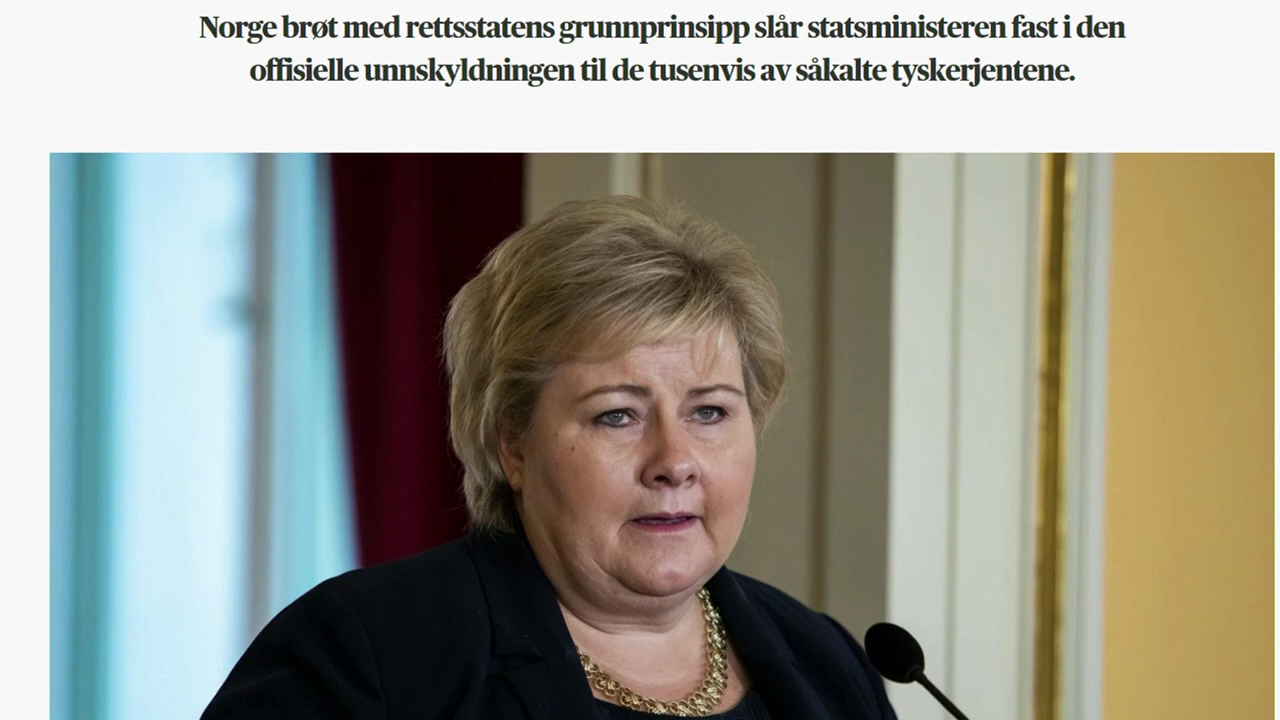 Norge brøt med rettsstatens grunnprinsipp slår statsministeren fast i den
offisielle unnskyldningen til de tusenvis av såkalte tyskerjentene.